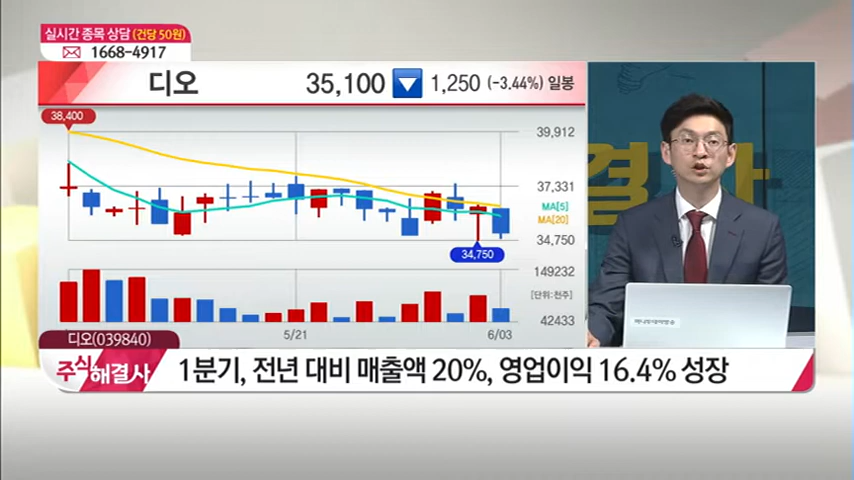 실시간 종목 상담 (건당 50원)
1668-4917
디오 35,100 1,250 (-3.44%) 일봉
38,400
39,912
37,331
MA[5]
MA[20]
34,750
34,750
149232
[단위:천주]
42433
5/21 6/03
결 사
디오(039840)
주식해결사
1분기, 전년 대비 매출액 20%, 영업이익 16.4% 성장